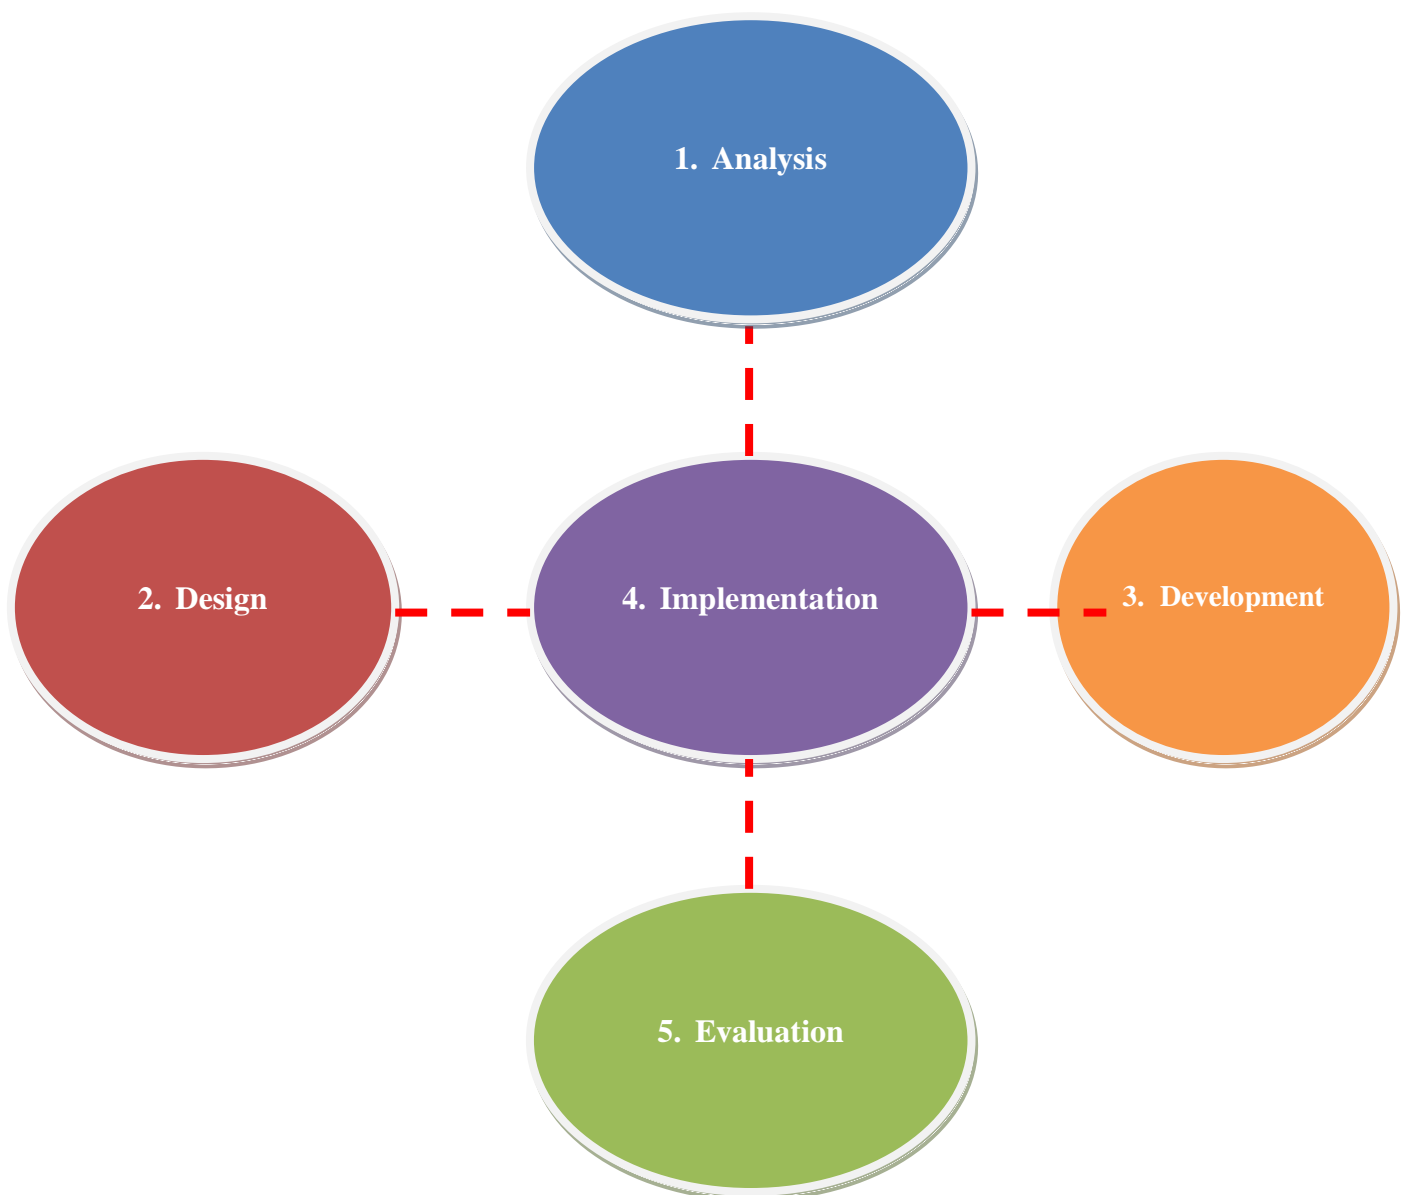 1. Analysis
2. Design
4. Implementation
3. Development
5. Evaluation